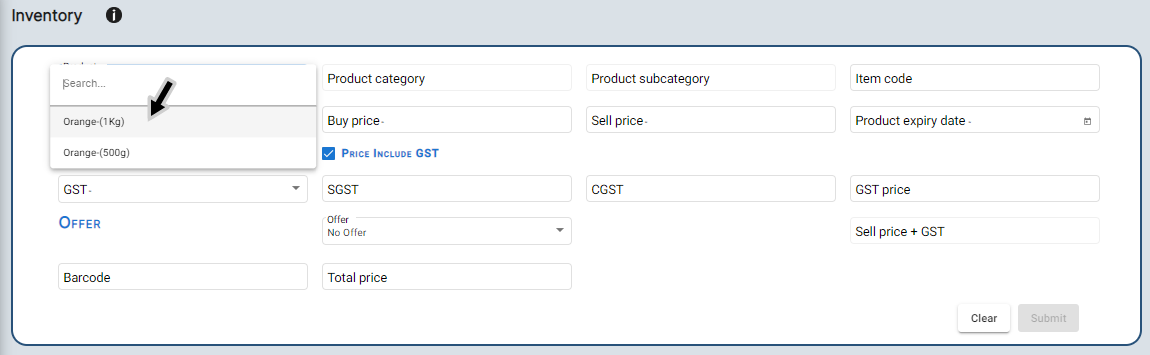 Inventory
Search...
Product category
Product subcategory
Item code
Orange-(1Kg)
Buy price -
Sell price -
Product expiry date -
Orange-(500g)
Price Include GST
GST -
SGST
CGST
GST price
Offer
Offer
No Offer
Sell price + GST
Barcode
Total price
Clear
Submit